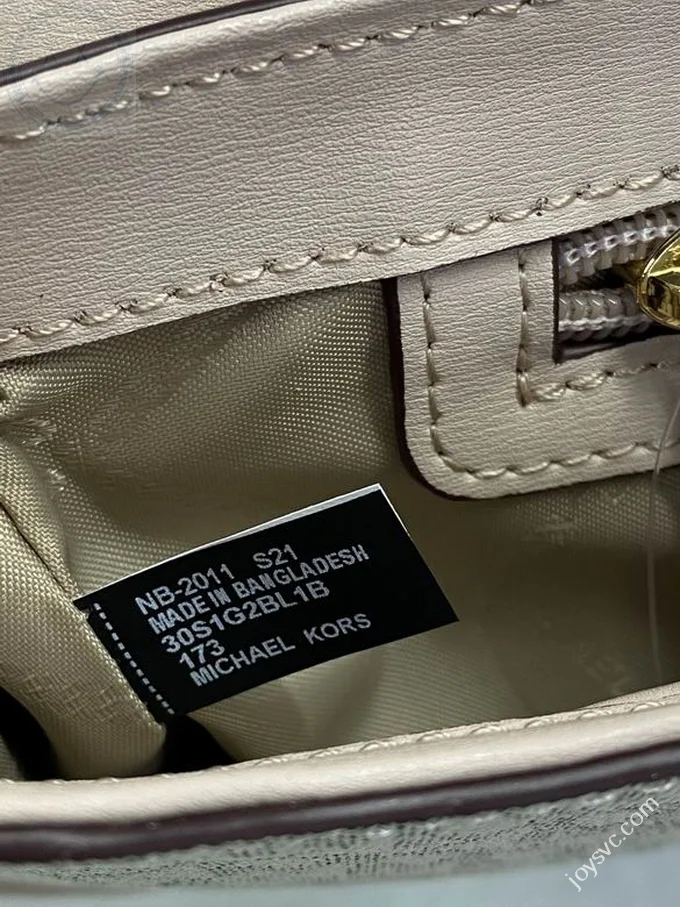 NB-2011 S21
MADE IN BANGLADESH
30S1G2BL1B
173
MICHAEL KORS
joysvc.com